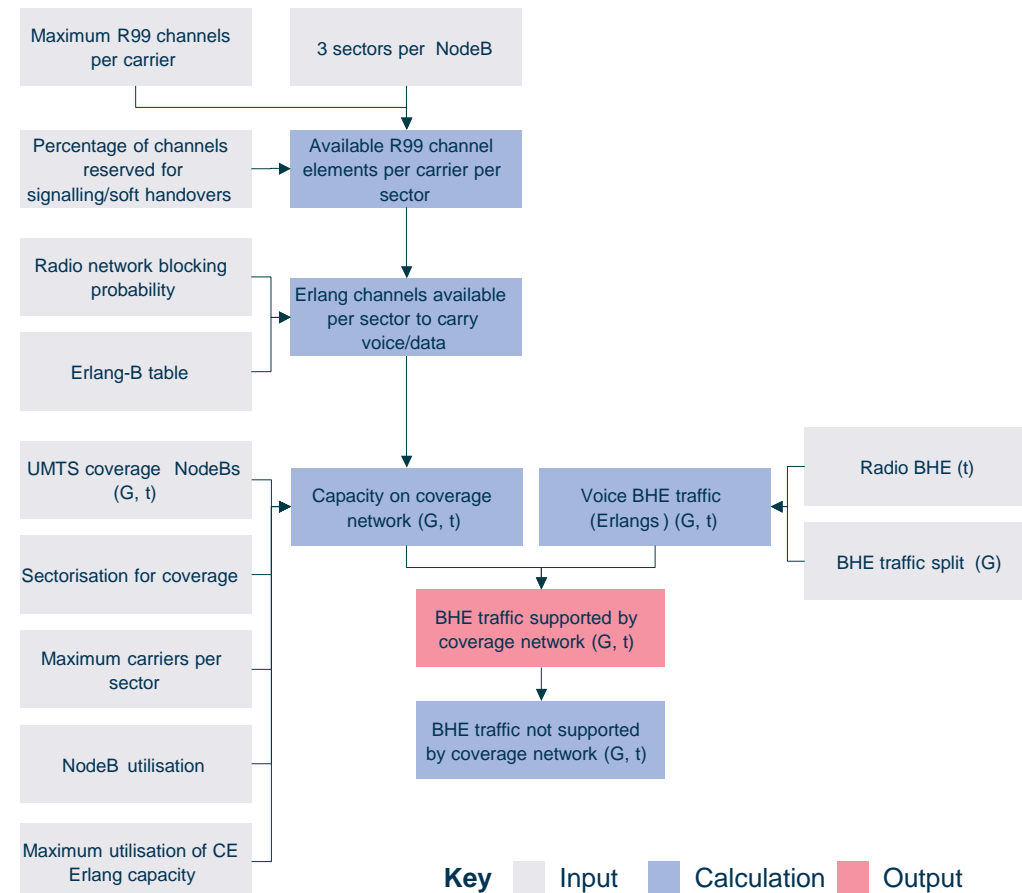 Maximum R99 channels
per carrier
3 sectors per NodeB
Percentage of channels
reserved for
signalling/soft handovers
Available R99 channel
elements per carrier per
sector
Radio network blocking
probability
Erlang channels available
per sector to carry
voice/data
Erlang-B table
UMTS coverage NodeBs
(G, t)
Capacity on coverage
network (G, t)
Voice BHE traffic
(Erlangs) (G, t)
Radio BHE (t)
BHE traffic split (G)
Sectorisation for coverage
BHE traffic supported by
coverage network (G, t)
Maximum carriers per
sector
BHE traffic not supported
by coverage network (G, t)
NodeB utilisation
Maximum utilisation of CE
Erlang capacity
Key Input Calculation Output